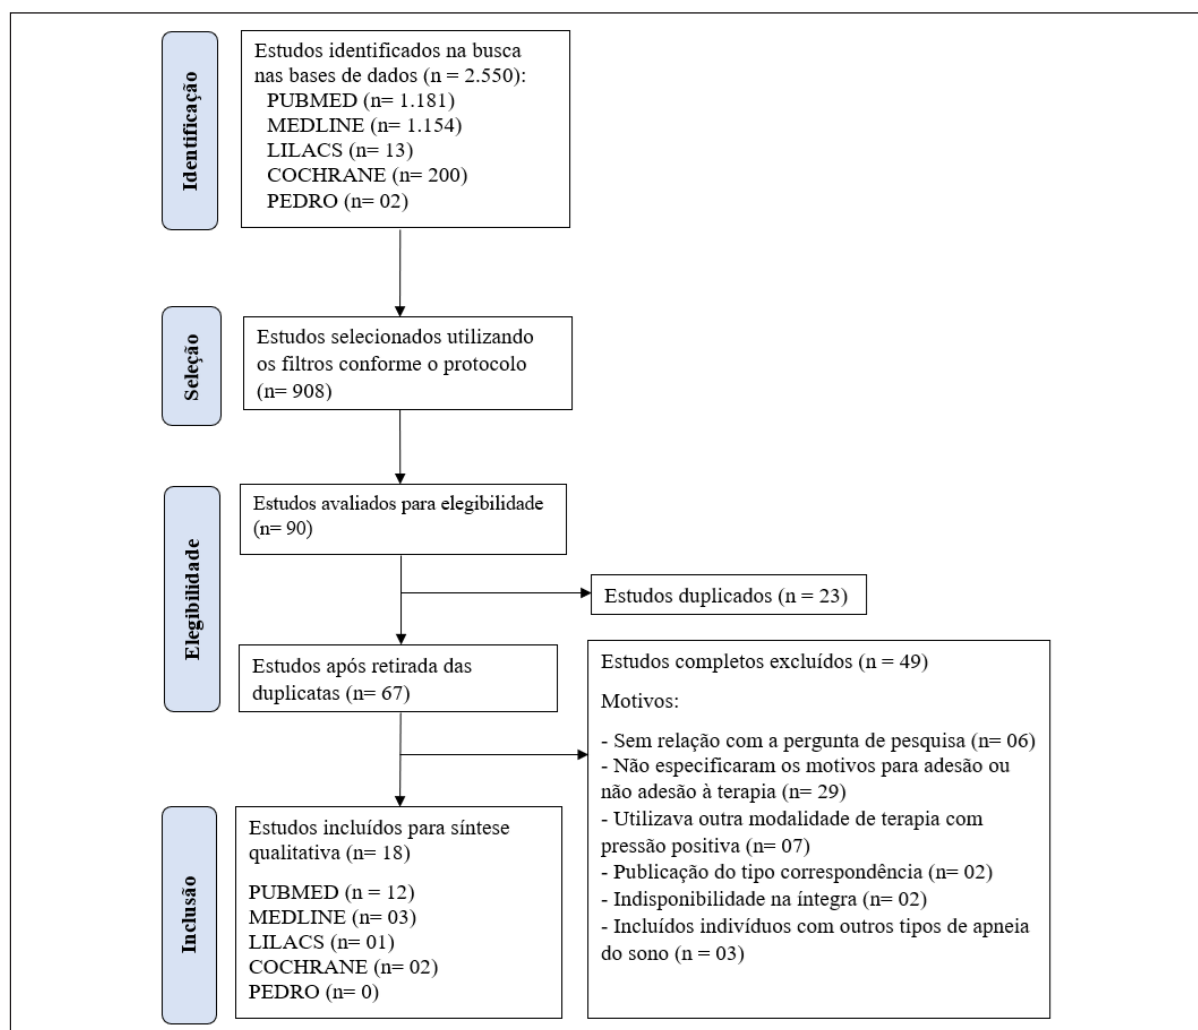 Identificação
Estudos identificados na busca
nas bases de dados (n = 2.550):
PUBMED (n= 1.181)
MEDLINE (n= 1.154)
LILACS (n= 13)
COCHRANE (n= 200)
PEDRO (n= 02)
Seleção
Estudos selecionados utilizando
os filtros conforme o protocolo
(n= 908)
Elegibilidade
Estudos avaliados para elegibilidade
(n= 90)
Estudos duplicados (n = 23)
Estudos após retirada das
duplicatas (n= 67)
Estudos completos excluídos (n = 49)
Motivos:
- Sem relação com a pergunta de pesquisa (n= 06)
- Não especificaram os motivos para adesão ou
não adesão à terapia (n= 29)
- Utilizava outra modalidade de terapia com
pressão positiva (n= 07)
- Publicação do tipo correspondência (n= 02)
- Indisponibilidade na íntegra (n= 02)
- Incluídos indivíduos com outros tipos de apneia
do sono (n = 03)
Inclusão
Estudos incluídos para síntese
qualitativa (n= 18)
PUBMED (n = 12)
MEDLINE (n= 03)
LILACS (n= 01)
COCHRANE (n= 02)
PEDRO (n= 0)